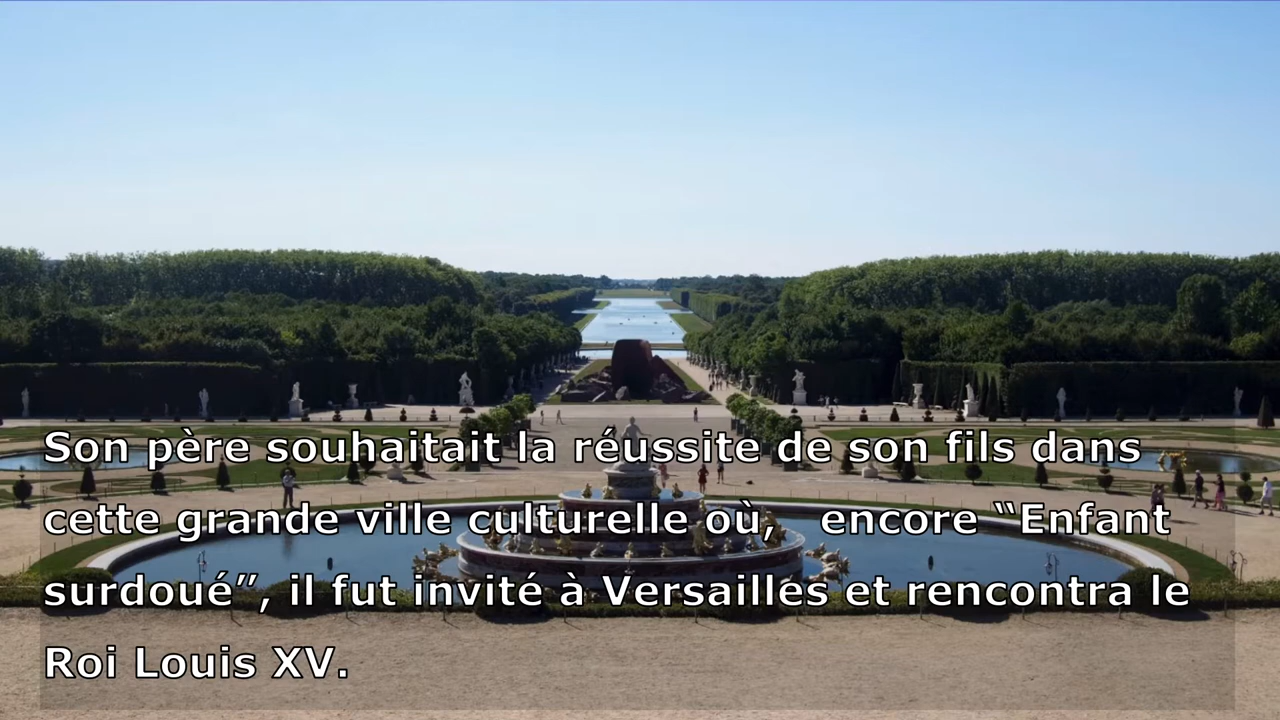 Son père souhaitait la réussite de son fils dans
cette grande ville culturelle où,   encore “Enfant
surdoué”, il fut invité à Versailles et rencontra le
Roi Louis XV.